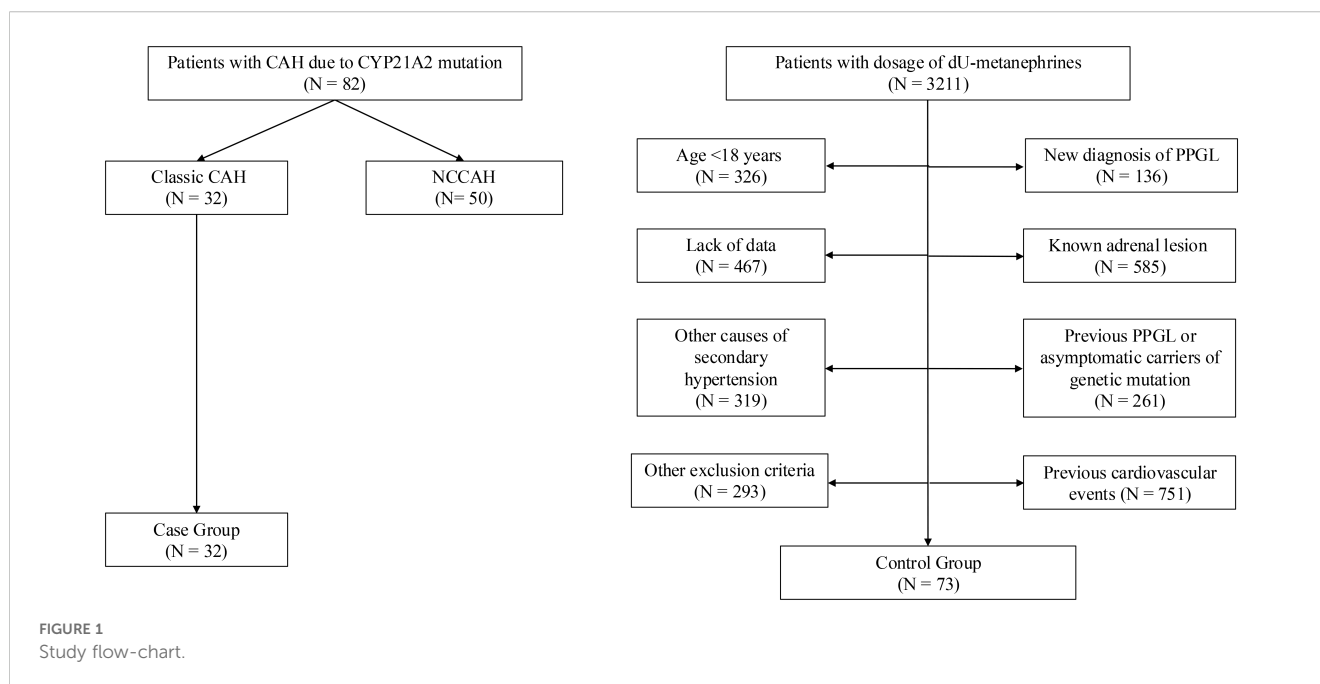 Patients with CAH due to CYP21A2 mutation
(N = 82)
Classic CAH
(N = 32)
NCCAH
(N= 50)
Case Group
(N = 32)
Patients with dosage of dU-metanephrines
(N = 3211)
Age <18 years
(N = 326)
New diagnosis of PPGL
(N = 136)
Lack of data
(N = 467)
Known adrenal lesion
(N = 585)
Other causes of
secondary
hypertension
(N = 319)
Previous PPGL or
asymptomatic carriers of
genetic mutation
(N = 261)
Other exclusion criteria
(N = 293)
Previous cardiovascular
events (N = 751)
Control Group
(N = 73)
FIGURE 1
Study flow-chart.